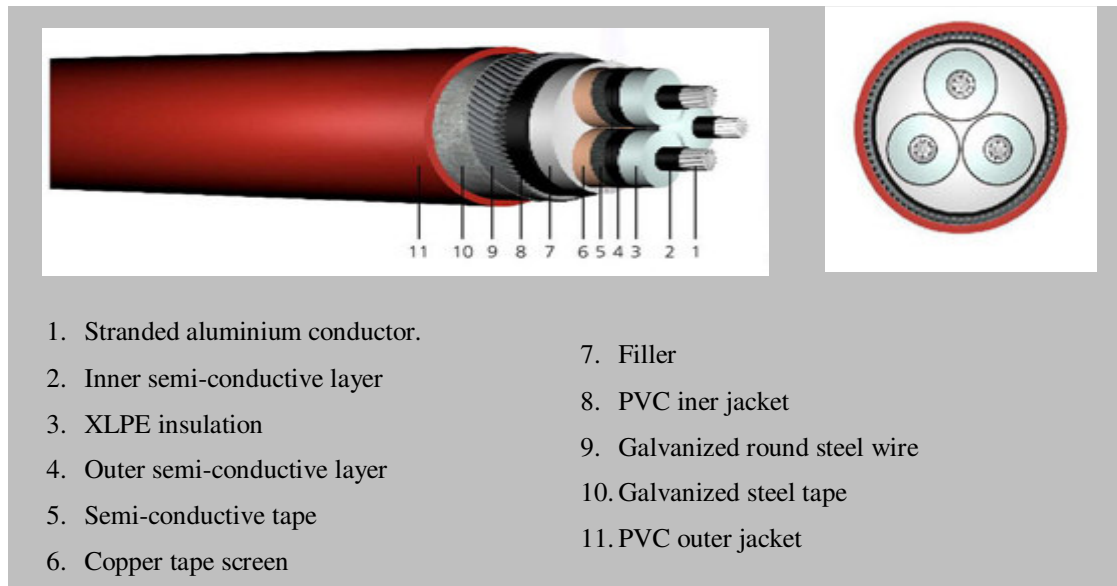 11 10 9 8 7 6 5 4 3 2 1
1. Stranded aluminium conductor.
2. Inner semi-conductive layer
3. XLPE insulation
4. Outer semi-conductive layer
5. Semi-conductive tape
6. Copper tape screen
7. Filler
8. PVC iner jacket
9. Galvanized round steel wire
10. Galvanized steel tape
11. PVC outer jacket